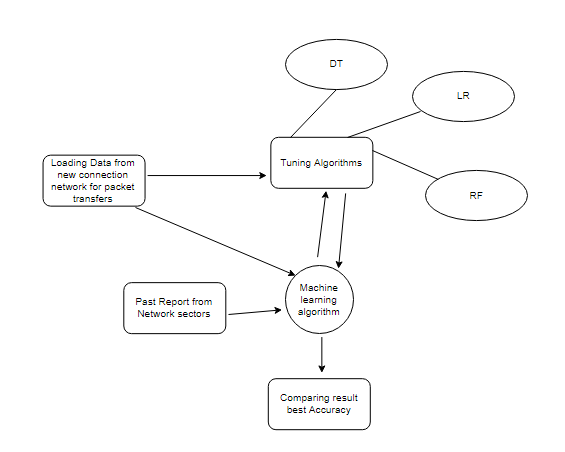 DT
LR
Loading Data from
new connection
network for packet
transfers
Tuning Algorithms
RF
Past Report from
Network sectors
Machine
learning
algorithm
Comparing result
best Accuracy